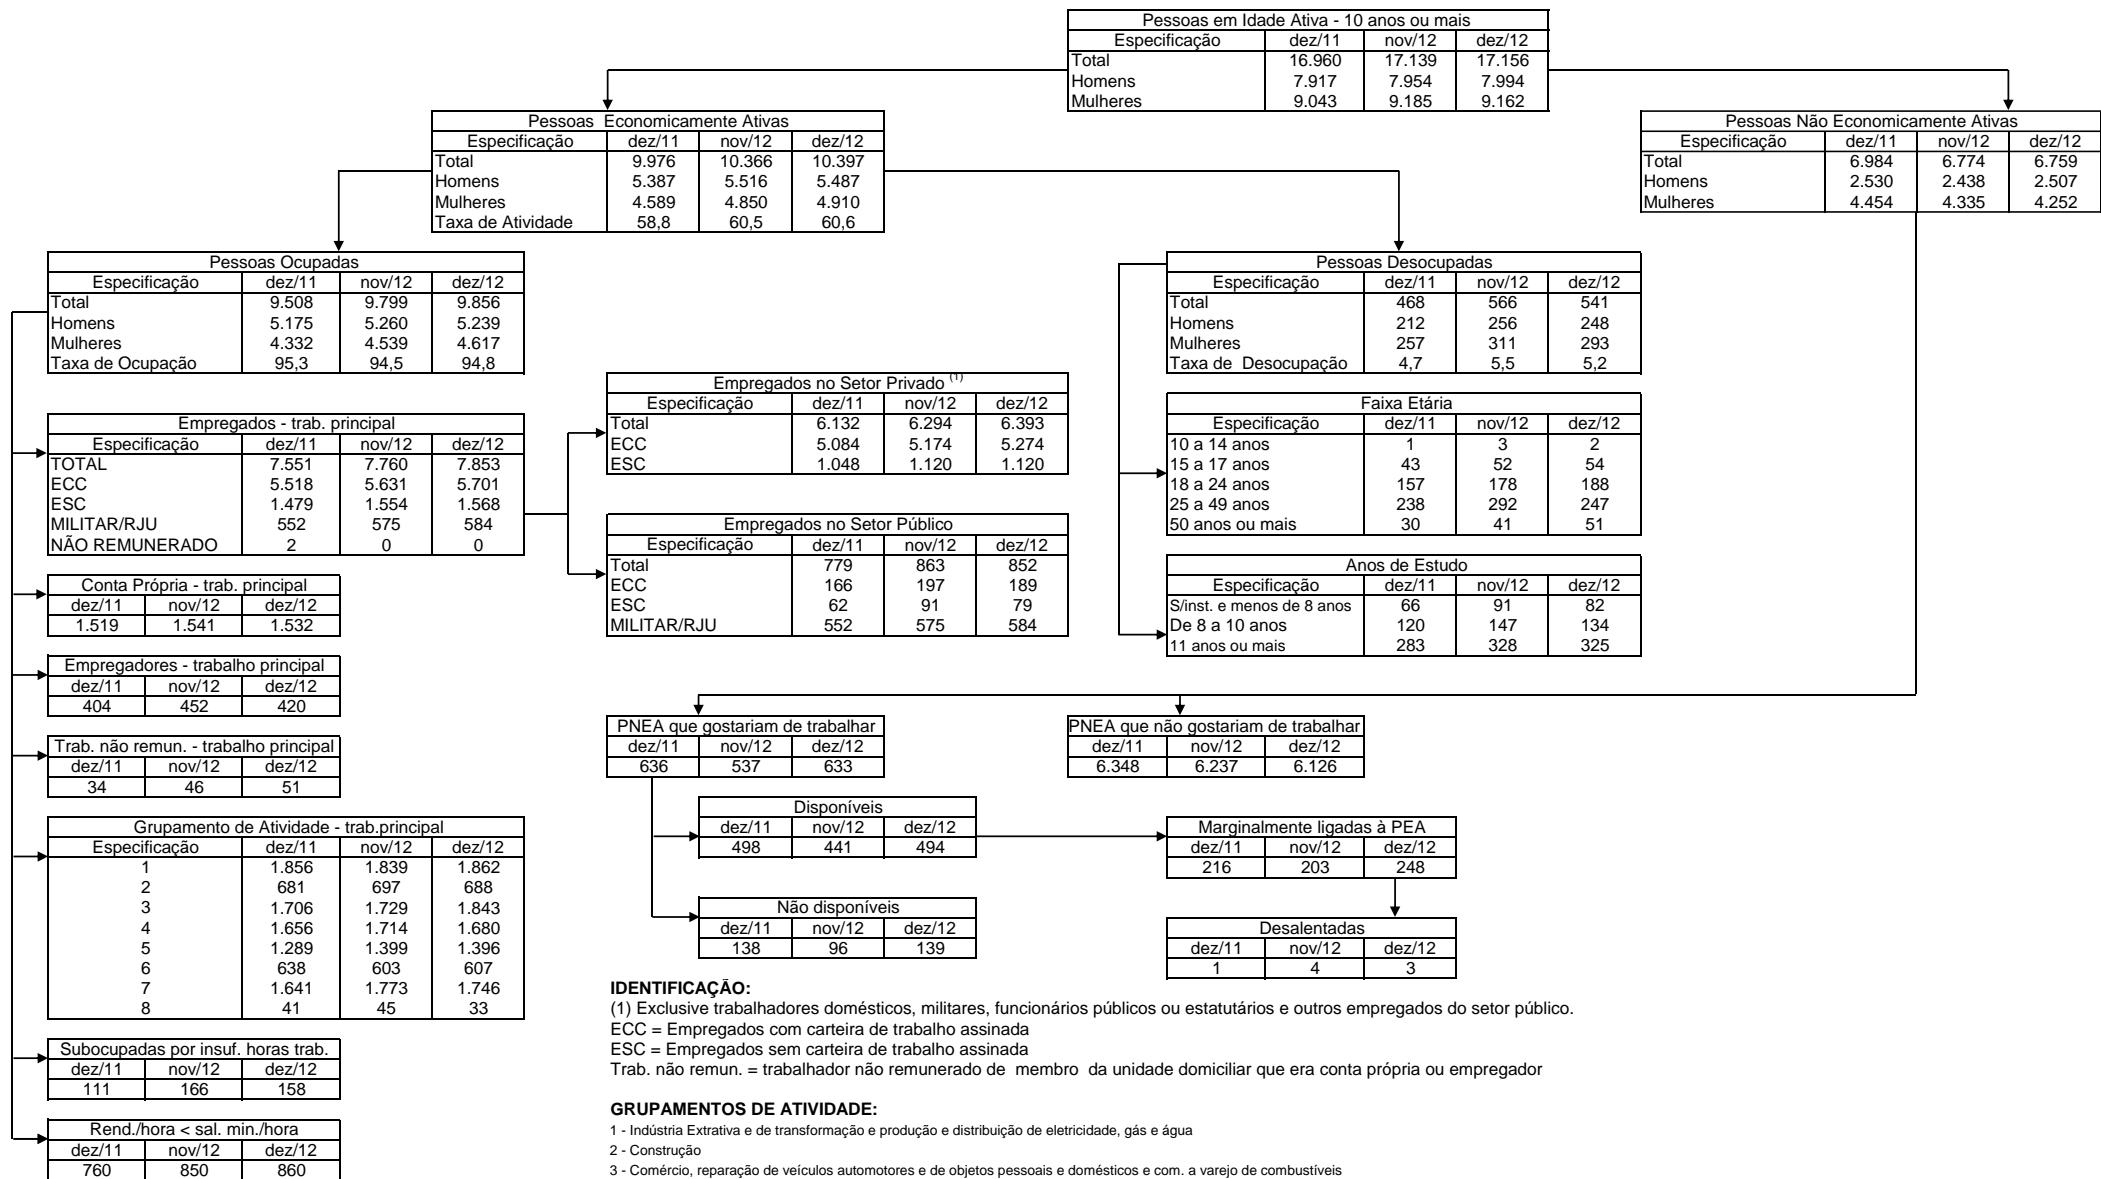 Pessoas em Idade Ativa - 10 anos ou mais
Especificação dez/11 nov/12 dez/12
Total 16.960 17.139 17.156
Homens 7.917 7.954 7.994
Mulheres 9.043 9.185 9.162
Pessoas Economicamente Ativas
Especificação dez/11 nov/12 dez/12
Total 9.976 10.366 10.397
Homens 5.387 5.516 5.487
Mulheres 4.589 4.850 4.910
Taxa de Atividade 58,8 60,5 60,6
Pessoas Não Economicamente Ativas
Especificação dez/11 nov/12 dez/12
Total 6.984 6.774 6.759
Homens 2.530 2.438 2.507
Mulheres 4.454 4.335 4.252
Pessoas Ocupadas
Especificação dez/11 nov/12 dez/12
Total 9.508 9.799 9.856
Homens 5.175 5.260 5.239
Mulheres 4.332 4.539 4.617
Taxa de Ocupação 95,3 94,5 94,8
Pessoas Desocupadas
Especificação dez/11 nov/12 dez/12
Total 468 566 541
Homens 212 256 248
Mulheres 257 311 293
Taxa de Desocupação 4,7 5,5 5,2
Empregados - trab. principal
Especificação dez/11 nov/12 dez/12
TOTAL 7.551 7.760 7.853
ECC 5.518 5.631 5.701
ESC 1.479 1.554 1.568
MILITAR/RJU 552 575 584
NÃO REMUNERADO 2 0 0
Empregados no Setor Privado (1)
Especificação dez/11 nov/12 dez/12
Total 6.132 6.294 6.393
ECC 5.084 5.174 5.274
ESC 1.048 1.120 1.120
Empregados no Setor Público
Especificação dez/11 nov/12 dez/12
Total 779 863 852
ECC 166 197 189
ESC 62 91 79
MILITAR/RJU 552 575 584
Faixa Etária
Especificação dez/11 nov/12 dez/12
10 a 14 anos 1 3 2
15 a 17 anos 43 52 54
18 a 24 anos 157 178 188
25 a 49 anos 238 292 247
50 anos ou mais 30 41 51
Anos de Estudo
Especificação dez/11 nov/12 dez/12
S/inst. e menos de 8 anos 66 91 82
De 8 a 10 anos 120 147 134
11 anos ou mais 283 328 325
Conta Própria - trab. principal
dez/11 nov/12 dez/12
1.519 1.541 1.532
Empregadores - trabalho principal
dez/11 nov/12 dez/12
404 452 420
Trab. não remun. - trabalho principal
dez/11 nov/12 dez/12
34 46 51
Grupamento de Atividade - trab.principal
Especificação dez/11 nov/12 dez/12
1 1.856 1.839 1.862
2 681 697 688
3 1.706 1.729 1.843
4 1.656 1.714 1.680
5 1.289 1.399 1.396
6 638 603 607
7 1.641 1.773 1.746
8 41 45 33
Subocupadas por insuf. horas trab.
dez/11 nov/12 dez/12
111 166 158
Rend./hora < sal. min./hora
dez/11 nov/12 dez/12
760 850 860
PNEA que gostariam de trabalhar
dez/11 nov/12 dez/12
636 537 633
PNEA que não gostariam de trabalhar
dez/11 nov/12 dez/12
6.348 6.237 6.126
Disponíveis
dez/11 nov/12 dez/12
498 441 494
Marginalmente ligadas à PEA
dez/11 nov/12 dez/12
216 203 248
Não disponíveis
dez/11 nov/12 dez/12
138 96 139
Desalentadas
dez/11 nov/12 dez/12
1 4 3
IDENTIFICAÇÃO:
(1) Exclusive trabalhadores domésticos, militares, funcionários públicos ou estatutários e outros empregados do setor público.
ECC = Empregados com carteira de trabalho assinada
ESC = Empregados sem carteira de trabalho assinada
Trab. não remun. = trabalhador não remunerado de membro da unidade domiciliar que era conta própria ou empregador
GRUPAMENTOS DE ATIVIDADE:
1 - Indústria Extrativa e de transformação e produção e distribuição de eletricidade, gás e água
2 - Construção
3 - Comércio, reparação de veículos automotores e de objetos pessoais e domésticos e com. a varejo de combustíveis